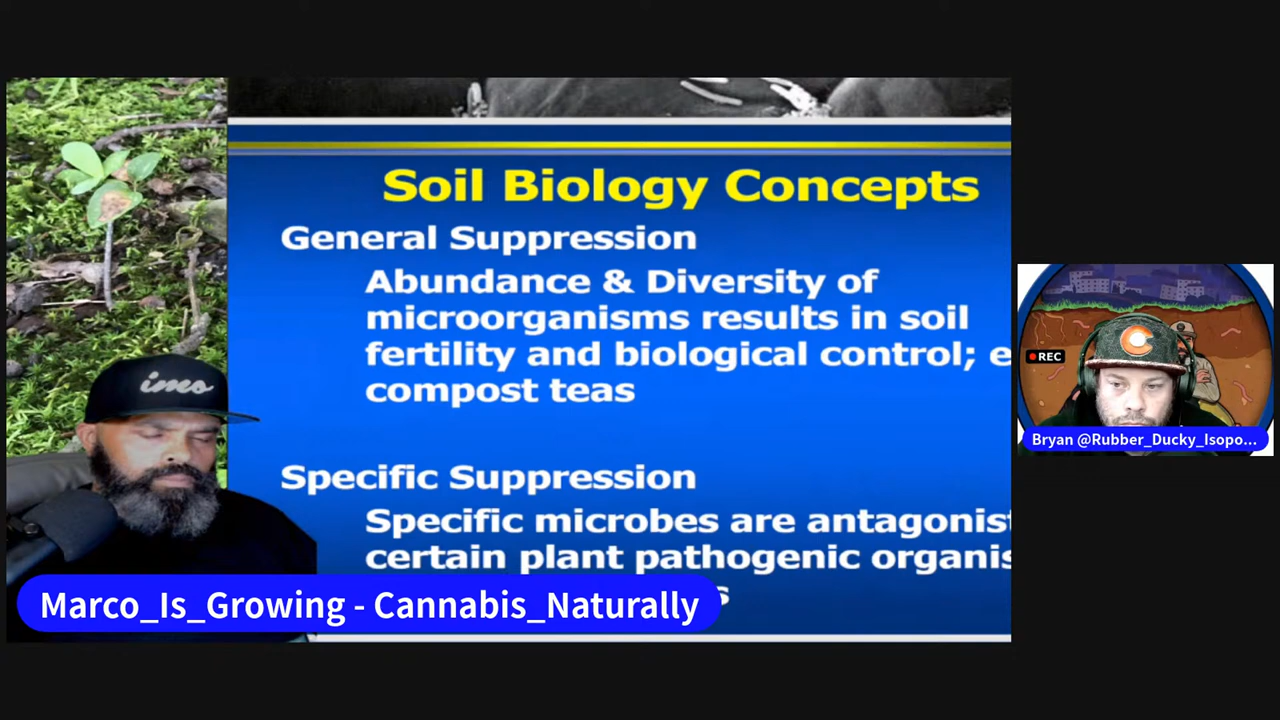 Soil Biology Concepts
General Suppression
Abundance & Diversity of
microorganisms results in soil
fertility and biological control; e
compost teas
Specific Suppression
Specific microbes are antagonist
certain plant pathogenic organis
s
imo
Marco_Is_Growing - Cannabis_Naturally
C
REC
Bryan @Rubber_Ducky_Isopo...